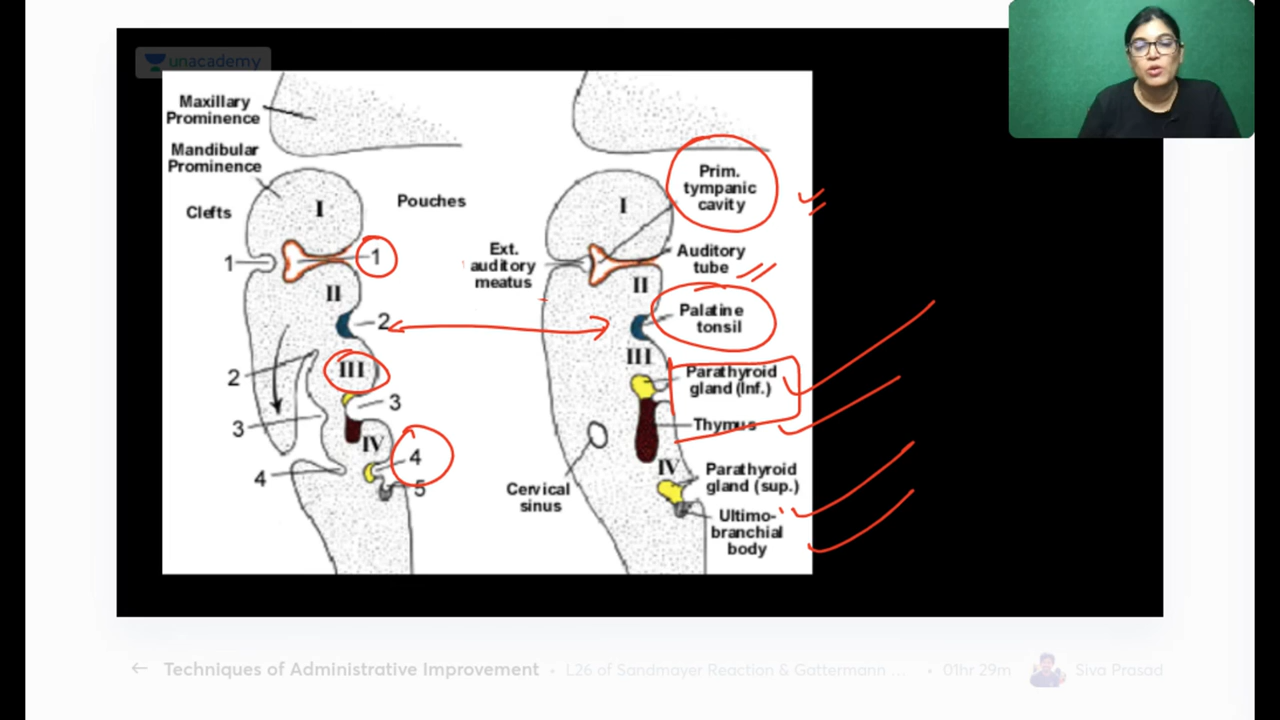 unacademy
Maxillary
Prominence
Mandibular
Prominence
Clefts
I
Pouches
1
1
II
2
III
2
3
3
IV
4
4
5
Prim.
tympanic
cavity
I
Ext.
auditory
meatus
Auditory
tube
II
Palatine
tonsil
III
Parathyroid
gland (Inf.)
Thymus
IV
Parathyroid
gland (sup.)
Cervical
sinus
Ultimo-
branchial
body
← Techniques of Administrative Improvement • L26 of Sandmayer Reaction & Gattermann ... • 01hr 29m Siva Prasad